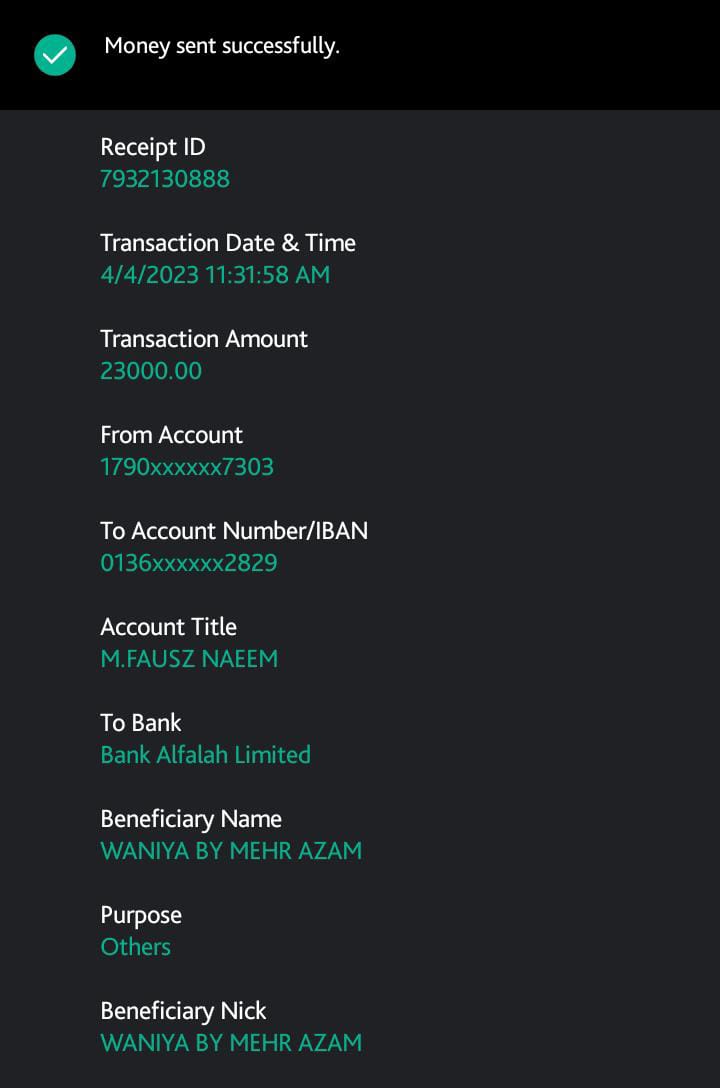 Money sent successfully.
Receipt ID
7932130888
Transaction Date & Time
4/4/2023 11:31:58 AM
Transaction Amount
23000.00
From Account
1790xxxxxx7303
To Account Number/IBAN
0136xxxxxx2829
Account Title
M.FAUSZ NAEEM
To Bank
Bank Alfalah Limited
Beneficiary Name
WANIYA BY MEHR AZAM
Purpose
Others
Beneficiary Nick
WANIYA BY MEHR AZAM